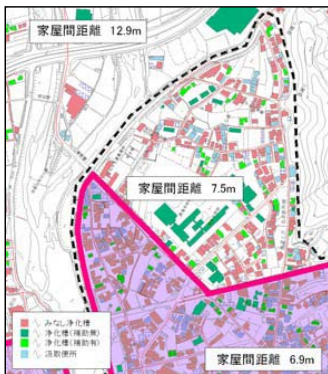 家屋間距離 12.9m
家屋間距離 7.5m
みなし浄化槽
浄化槽(補助無)
浄化槽(補助有)
汲取便所
家屋間距離 6.9m